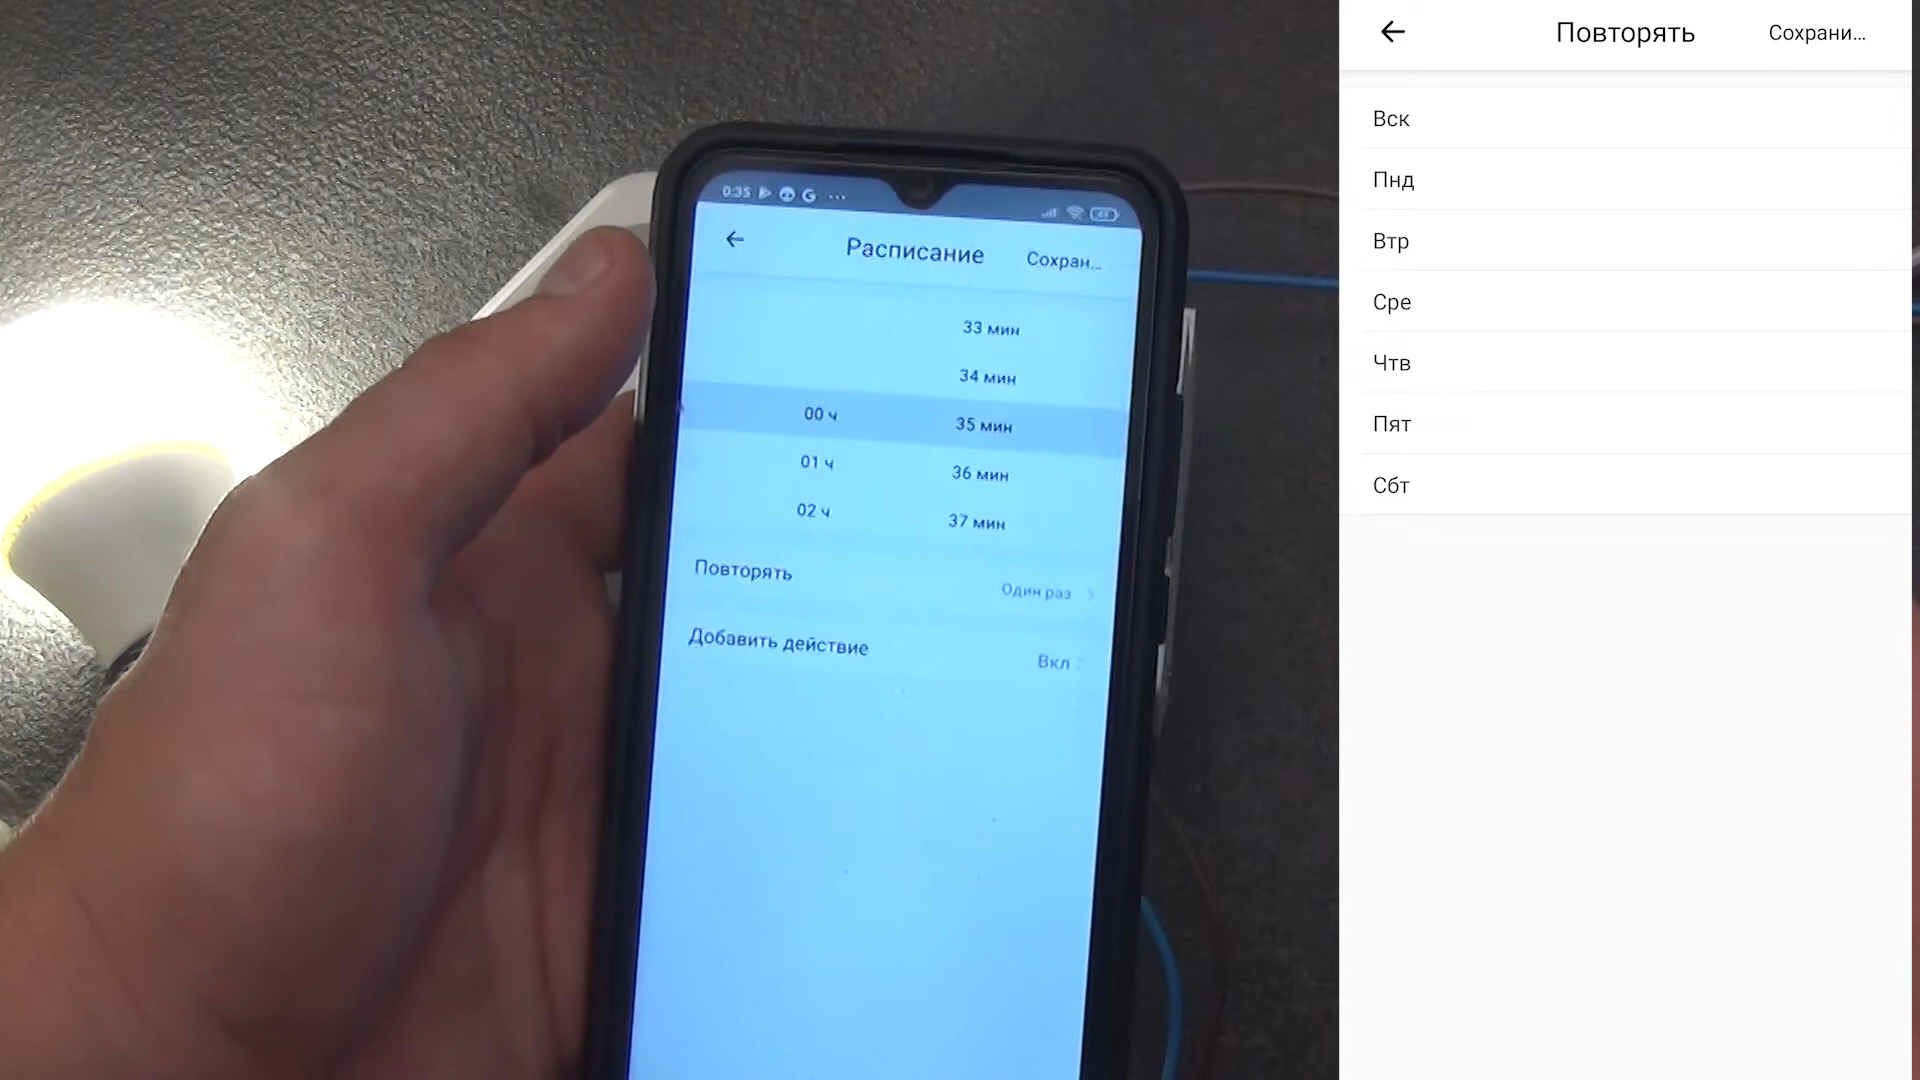 0:35
Расписание
Сохран...
33 мин
34 мин
00 ч 35 мин
01 ч 36 мин
02 ч 37 мин
Повторять
Один раз
Добавить действие
Вкл
Повторять
Сохрани...
Вск
Пнд
Втр
Сре
Чтв
Пят
Сбт